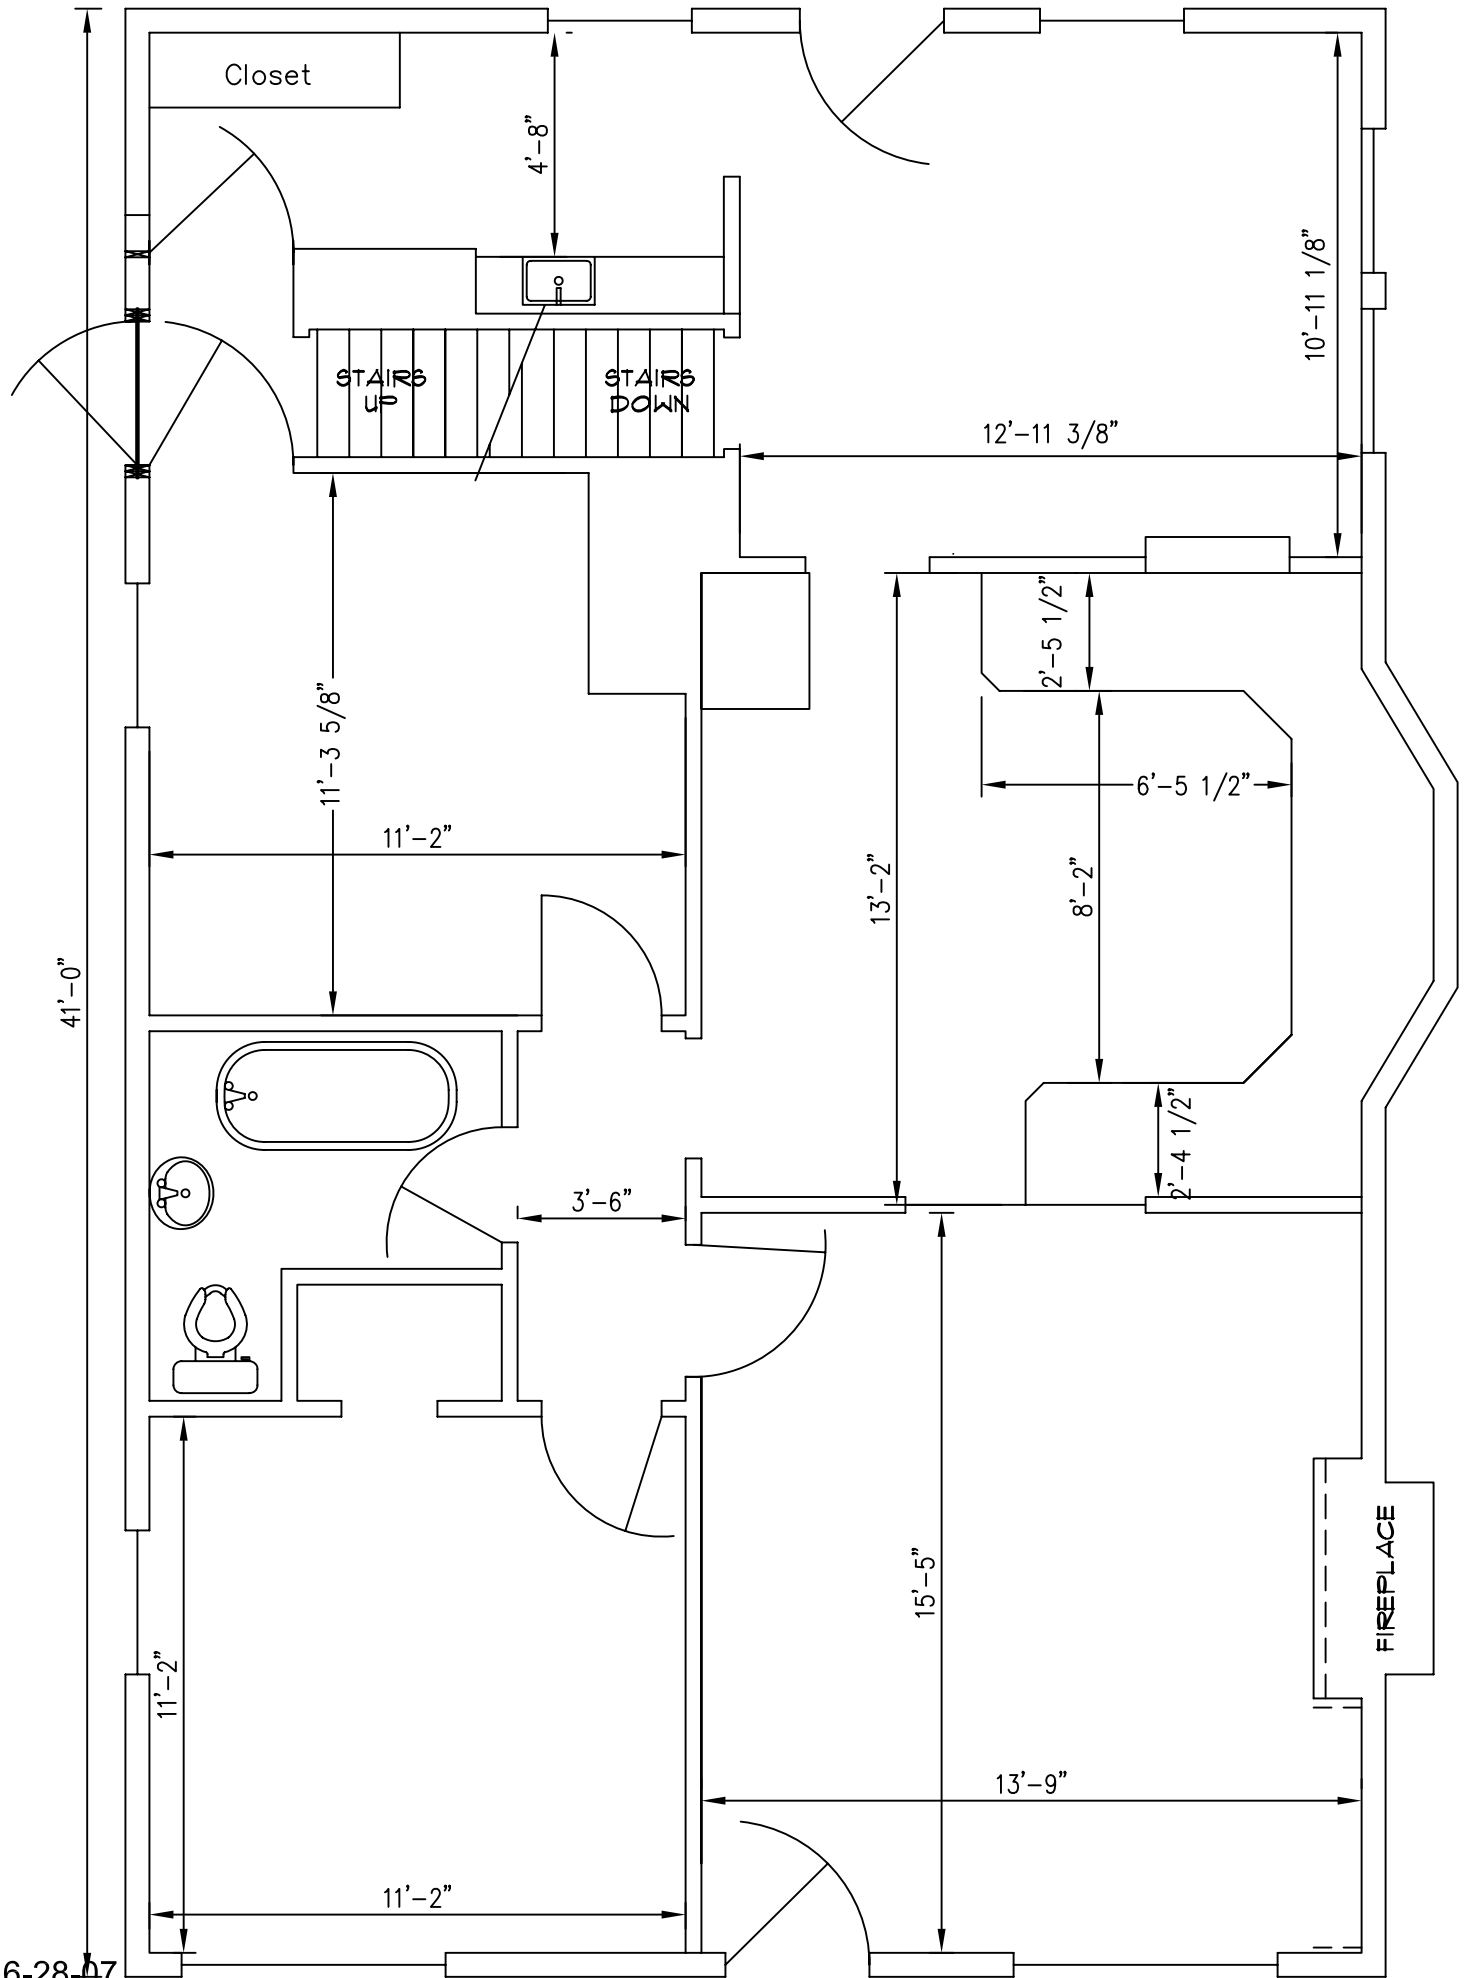 Closet
4'-8"
10'-11 1/8"
STAIRS
UP
STAIRS
DOWN
12'-11 3/8"
2'-5 1/2"
11'-3 5/8"
6'-5 1/2"
11'-2"
13'-2"
8'-2"
41'-0"
2'-4 1/2"
3'-6"
FIREPLACE
15'-5"
11'-2"
13'-9"
11'-2"
6-28-07